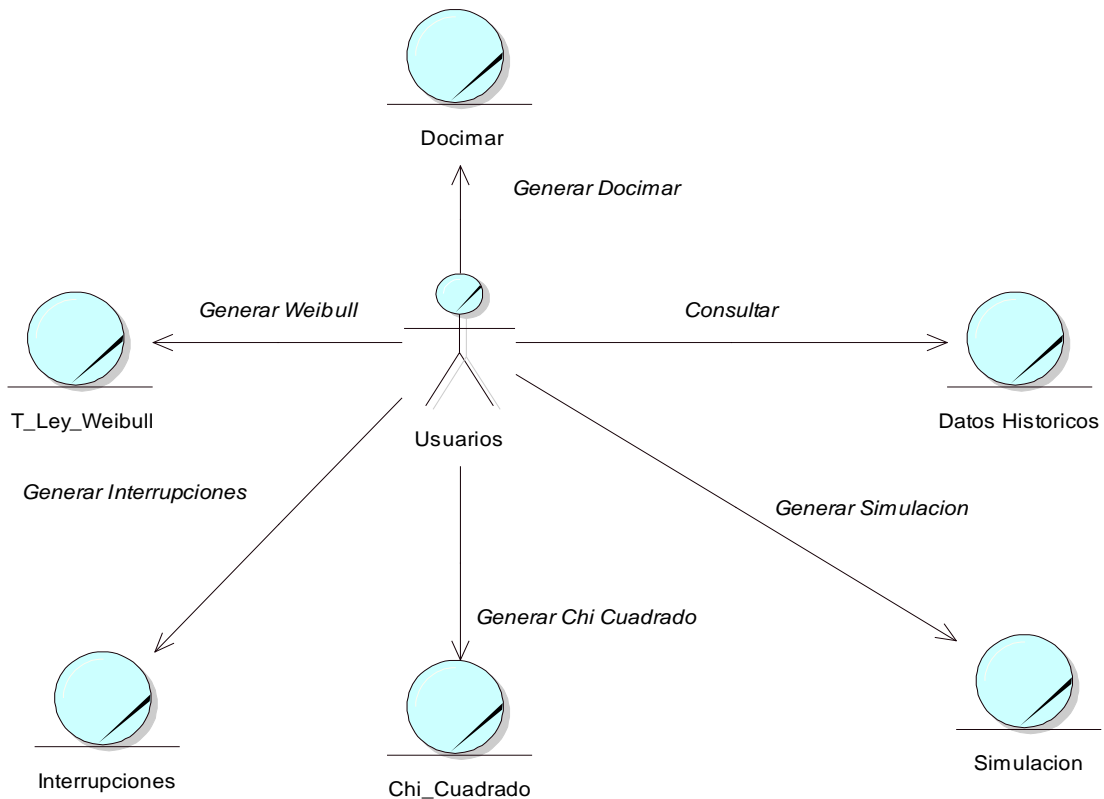 Docimar
Generar Docimar
Generar Weibull
Consultar
T_Ley_Weibull
Usuarios
Datos Historicos
Generar Interrupciones
Generar Simulacion
Generar Chi Cuadrado
Interrupciones
Chi_Cuadrado
Simulacion